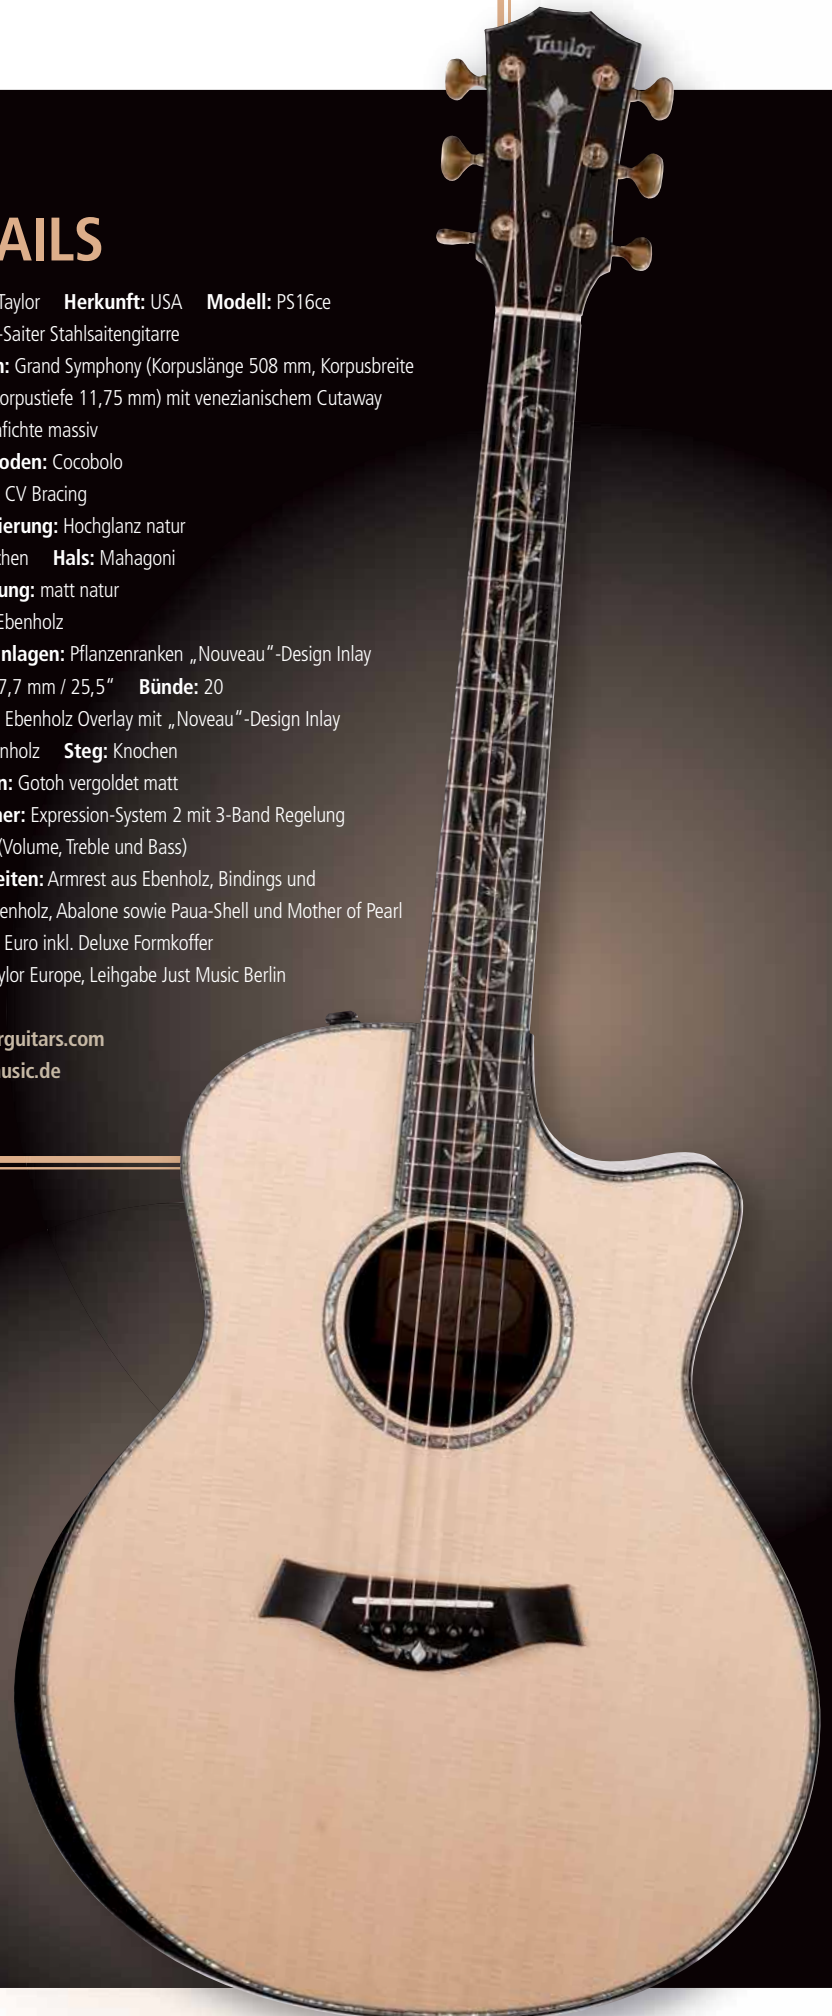 Taylor
AILS
Taylor Herkunft: USA Modell: PS16ce
-Saiter Stahlsaitengitarre
n: Grand Symphony (Korpuslänge 508 mm, Korpusbreite
orpustiefe 11,75 mm) mit venezianischem Cutaway
fichte massiv
oden: Cocobolo
CV Bracing
ierung: Hochglanz natur
hen Hals: Mahagoni
ung: matt natur
Ebenholz
nlagen: Pflanzenranken „Nouveau“-Design Inlay
7,7 mm / 25,5“ Bünde: 20
Ebenholz Overlay mit „Noveau“-Design Inlay
nholz Steg: Knochen
n: Gotoh vergoldet matt
er: Expression-System 2 mit 3-Band Regelung
(Volume, Treble und Bass)
eiten: Armrest aus Ebenholz, Bindings und
enholz, Abalone sowie Paua-Shell und Mother of Pearl
Euro inkl. Deluxe Formkoffer
ylor Europe, Leihgabe Just Music Berlin
rguitars.com
usic.de